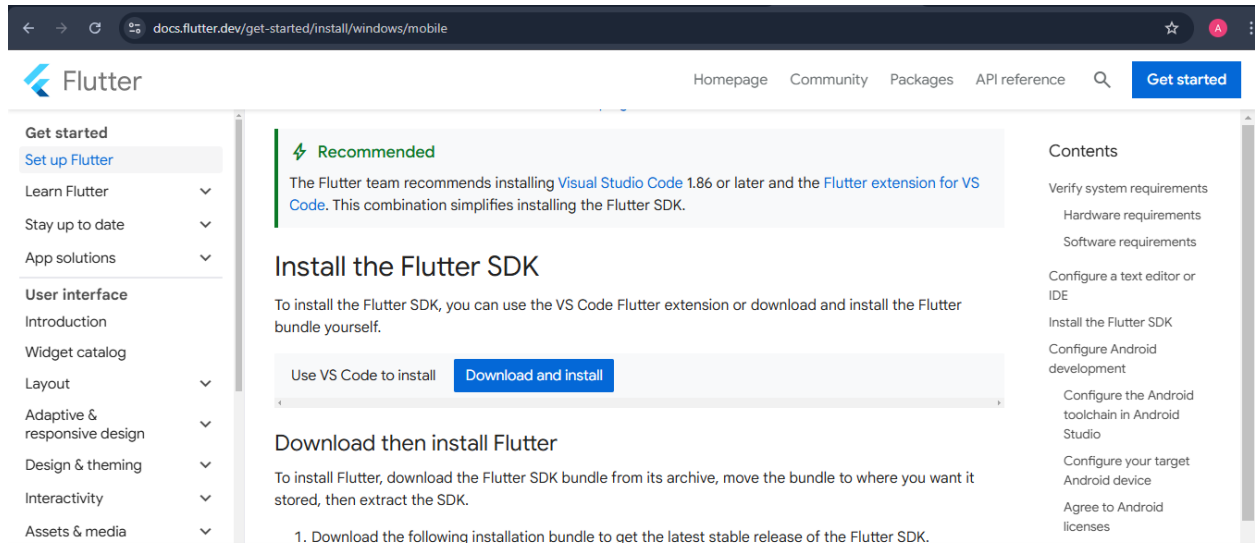 docs.flutter.dev/get-started/install/windows/mobile
A
Flutter
Homepage
Community
Packages
API reference
Get started
Get started
Set up Flutter
Learn Flutter
Stay up to date
App solutions
User interface
Introduction
Widget catalog
Layout
Adaptive &
responsive design
Design & theming
Interactivity
Assets & media
Recommended
The Flutter team recommends installing Visual Studio Code 1.86 or later and the Flutter extension for VS
Code. This combination simplifies installing the Flutter SDK.
Install the Flutter SDK
To install the Flutter SDK, you can use the VS Code Flutter extension or download and install the Flutter
bundle yourself.
Use VS Code to install
Download and install
Download then install Flutter
To install Flutter, download the Flutter SDK bundle from its archive, move the bundle to where you want it
stored, then extract the SDK.
1. Download the following installation bundle to get the latest stable release of the Flutter SDK.
Contents
Verify system requirements
Hardware requirements
Software requirements
Configure a text editor or
IDE
Install the Flutter SDK
Configure Android
development
Configure the Android
toolchain in Android
Studio
Configure your target
Android device
Agree to Android
licenses